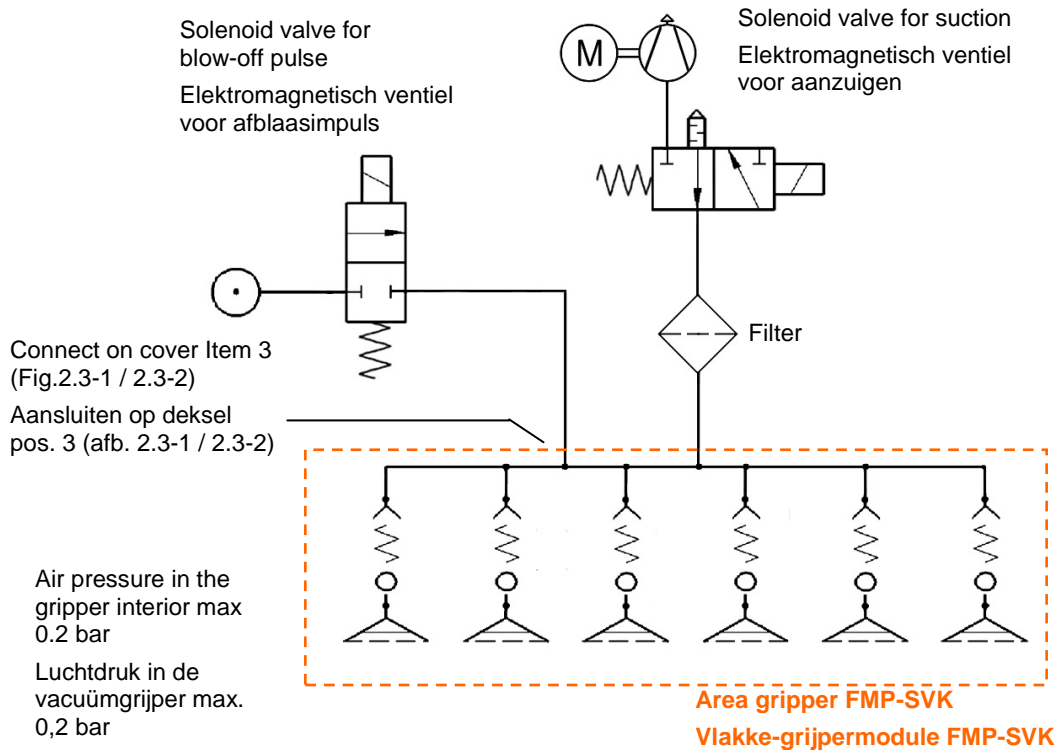 Solenoid valve for
blow-off pulse
Elektromagnetisch ventiel
voor afblaasimpuls
Solenoid valve for suction
Elektromagnetisch ventiel
voor aanzuigen
M
Filter
Connect on cover Item 3
(Fig.2.3-1 / 2.3-2)
Aansluiten op deksel
pos. 3 (afb. 2.3-1 / 2.3-2)
Air pressure in the
gripper interior max
0.2 bar
Luchtdruk in de
vacuümgrijper max.
0,2 bar
Area gripper FMP-SVK
Vlakke-grijpermodule FMP-SVK